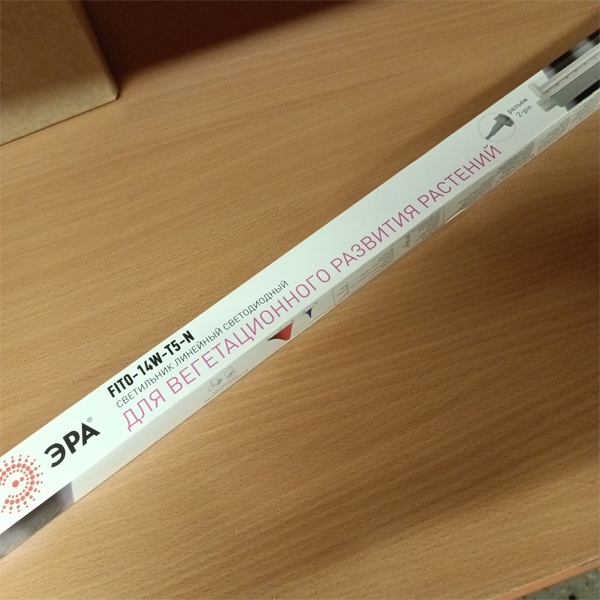 ЭРА®
FITO-14W-T5-N
СВЕТИЛЬНИК ЛИНЕЙНЫЙ СВЕТОДИОДНЫЙ
ДЛЯ ВЕГЕТАЦИОННОГО РАЗВИТИЯ РАСТЕНИЙ
разъем
2-pin